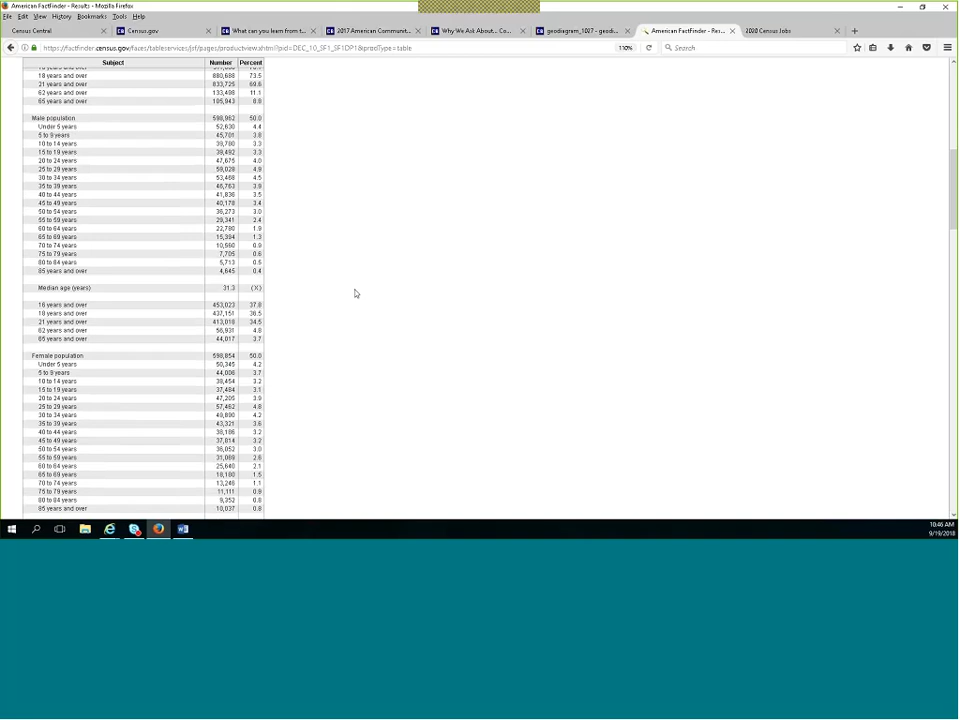 American FactFinder - Results - Mozilla Firefox
File Edit View History Bookmarks Tools Help
Census Central Census.gov What can you learn from t... 2017 American Communit... Why We Ask About... Co... geodiagram_1027 - geodi... American FactFinder - Res... 2020 Census Jobs
https://factfinder.census.gov/faces/tableservices/jsf/pages/productview.xhtml?pid=DEC_10_SF1_SF1DP1&prodType=table 110% Search
Subject Number Percent
18 years and over 880,688 73.5
21 years and over 833,725 69.6
62 years and over 133,498 11.1
65 years and over 105,943 8.8
Male population 598,962 50.0
Under 5 years 52,630 4.4
5 to 9 years 45,701 3.8
10 to 14 years 39,780 3.3
15 to 19 years 39,492 3.3
20 to 24 years 47,675 4.0
25 to 29 years 59,028 4.9
30 to 34 years 53,468 4.5
35 to 39 years 46,763 3.9
40 to 44 years 41,836 3.5
45 to 49 years 40,178 3.4
50 to 54 years 36,273 3.0
55 to 59 years 29,341 2.4
60 to 64 years 22,780 1.9
65 to 69 years 15,394 1.3
70 to 74 years 10,560 0.9
75 to 79 years 7,705 0.6
80 to 84 years 5,713 0.5
85 years and over 4,645 0.4
Median age (years) 31.3 (X)
16 years and over 453,023 37.8
18 years and over 437,151 36.5
21 years and over 413,018 34.5
62 years and over 56,931 4.8
65 years and over 44,017 3.7
Female population 598,854 50.0
Under 5 years 50,345 4.2
5 to 9 years 44,006 3.7
10 to 14 years 38,454 3.2
15 to 19 years 37,484 3.1
20 to 24 years 47,205 3.9
25 to 29 years 57,462 4.8
30 to 34 years 49,890 4.2
35 to 39 years 43,321 3.6
40 to 44 years 38,186 3.2
45 to 49 years 37,814 3.2
50 to 54 years 36,052 3.0
55 to 59 years 31,069 2.6
60 to 64 years 25,640 2.1
65 to 69 years 18,180 1.5
70 to 74 years 13,246 1.1
75 to 79 years 11,111 0.9
80 to 84 years 9,352 0.8
85 years and over 10,037 0.8
10:46 AM
9/19/2018